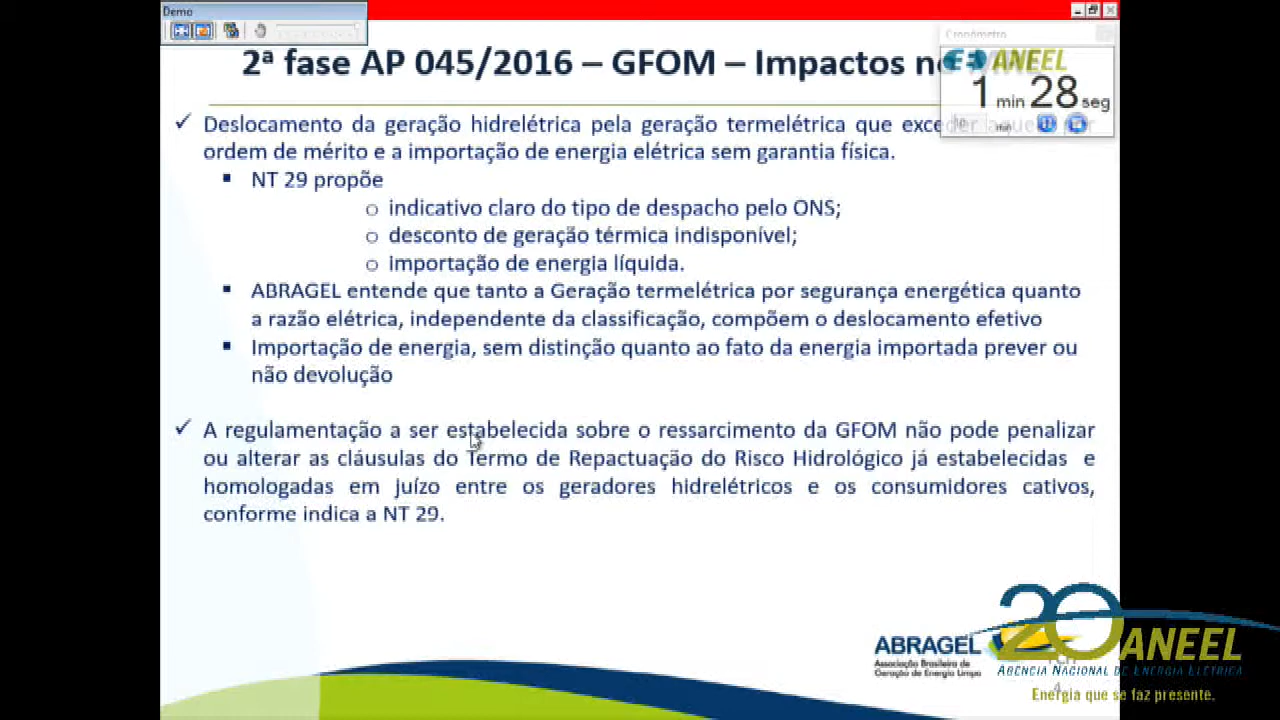 Demo
Cronômetro
ANEEL
1 min 28 seg
10 min
2ª fase AP 045/2016 – GFOM – Impactos no
Deslocamento da geração hidrelétrica pela geração termelétrica que exceder aquela por
ordem de mérito e a importação de energia elétrica sem garantia física.
NT 29 propõe
indicativo claro do tipo de despacho pelo ONS;
desconto de geração térmica indisponível;
importação de energia líquida.
ABRAGEL entende que tanto a Geração termelétrica por segurança energética quanto
a razão elétrica, independente da classificação, compõem o deslocamento efetivo
Importação de energia, sem distinção quanto ao fato da energia importada prever ou
não devolução
A regulamentação a ser estabelecida sobre o ressarcimento da GFOM não pode penalizar
ou alterar as cláusulas do Termo de Repactuação do Risco Hidrológico já estabelecidas e
homologadas em juízo entre os geradores hidrelétricos e os consumidores cativos,
conforme indica a NT 29.
ABRAGEL
Associação Brasileira de
Geração de Energia Limpa
20 ANEEL
AGÊNCIA NACIONAL DE ENERGIA ELÉTRICA
4
Energia que se faz presente.